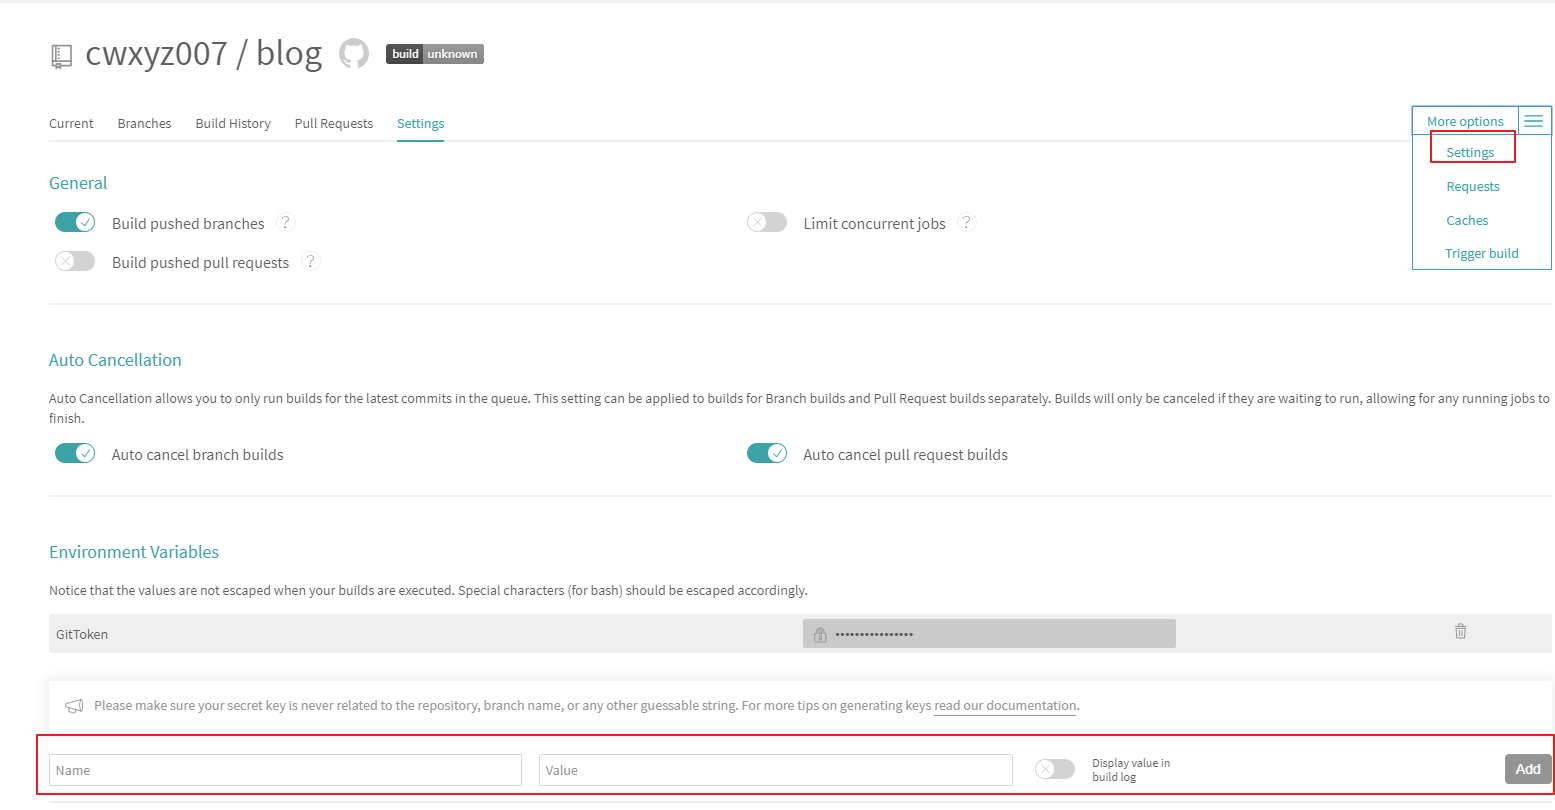 cwxyz007 / blog
build unknown
Current Branches Build History Pull Requests Settings
More options
Settings
Requests
Caches
Trigger build
General
Build pushed branches ?
Limit concurrent jobs ?
Build pushed pull requests ?
Auto Cancellation
Auto Cancellation allows you to only run builds for the latest commits in the queue. This setting can be applied to builds for Branch builds and Pull Request builds separately. Builds will only be canceled if they are waiting to run, allowing for any running jobs to
finish.
Auto cancel branch builds
Auto cancel pull request builds
Environment Variables
Notice that the values are not escaped when your builds are executed. Special characters (for bash) should be escaped accordingly.
GitToken ••••••••••••••••
Please make sure your secret key is never related to the repository, branch name, or any other guessable string. For more tips on generating keys read our documentation.
Name
Value
Display value in
build log
Add